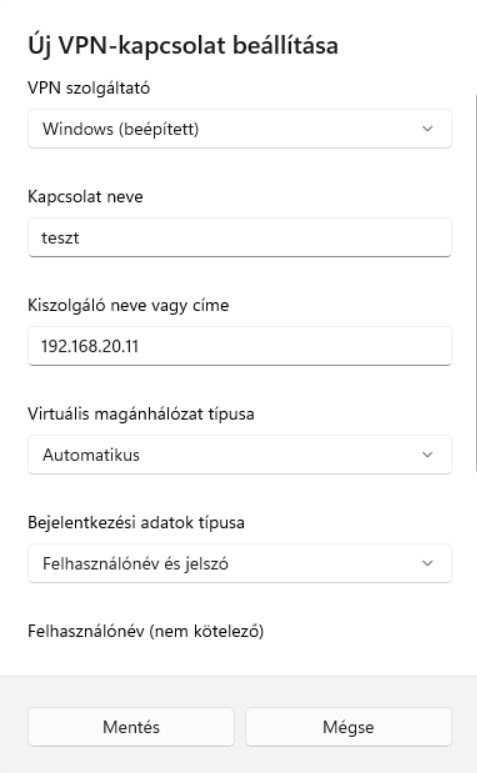 Új VPN-kapcsolat beállítása
VPN szolgáltató
Windows (beépített)
Kapcsolat neve
teszt
Kiszolgáló neve vagy címe
192.168.20.11
Virtuális magánhálózat típusa
Automatikus
Bejelentkezési adatok típusa
Felhasználónév és jelszó
Felhasználónév (nem kötelező)
Mentés
Mégse